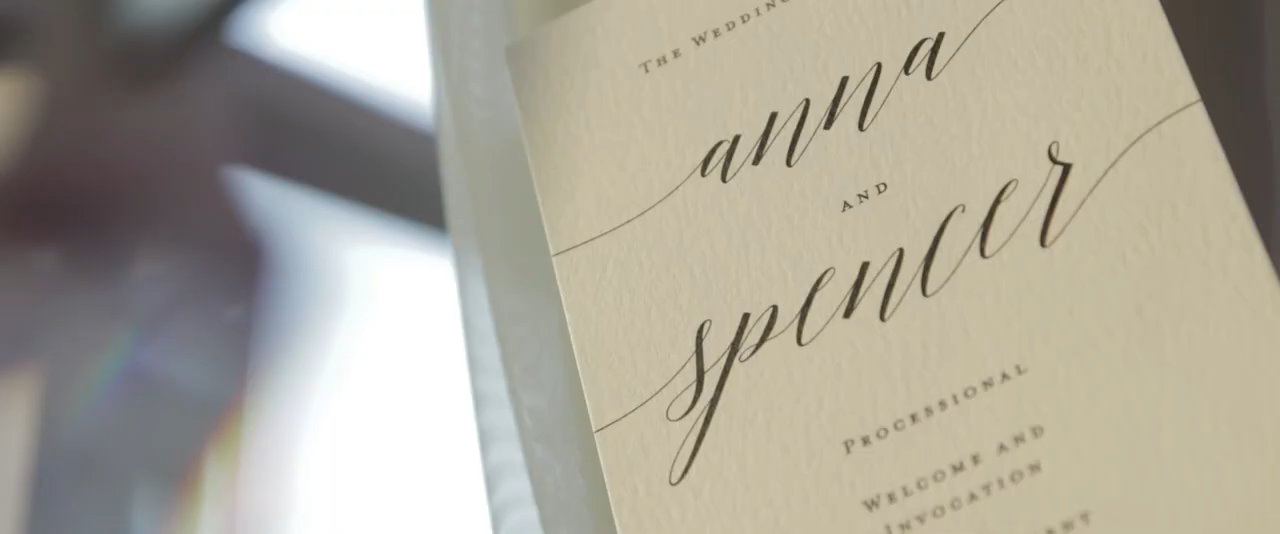 The Wedding
anna
and
spencer
Processional
Welcome and
Invocation